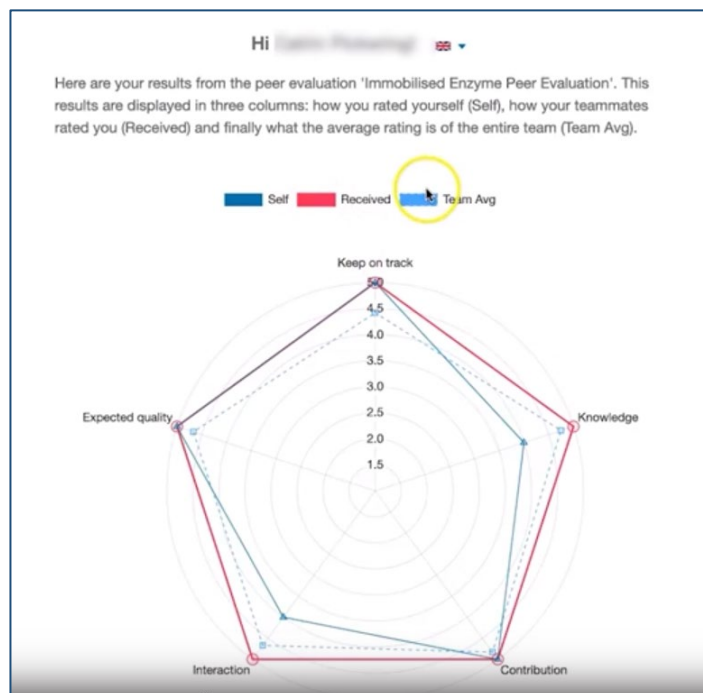 Hi
Here are your results from the peer evaluation 'Immobilised Enzyme Peer Evaluation'. This
results are displayed in three columns: how you rated yourself (Self), how your teammates
rated you (Received) and finally what the average rating is of the entire team (Team Avg).
Self Received Team Avg
Keep on track
5.0
4.5
4.0
3.5
3.0
2.5
2.0
1.5
Expected quality
Knowledge
Interaction
Contribution